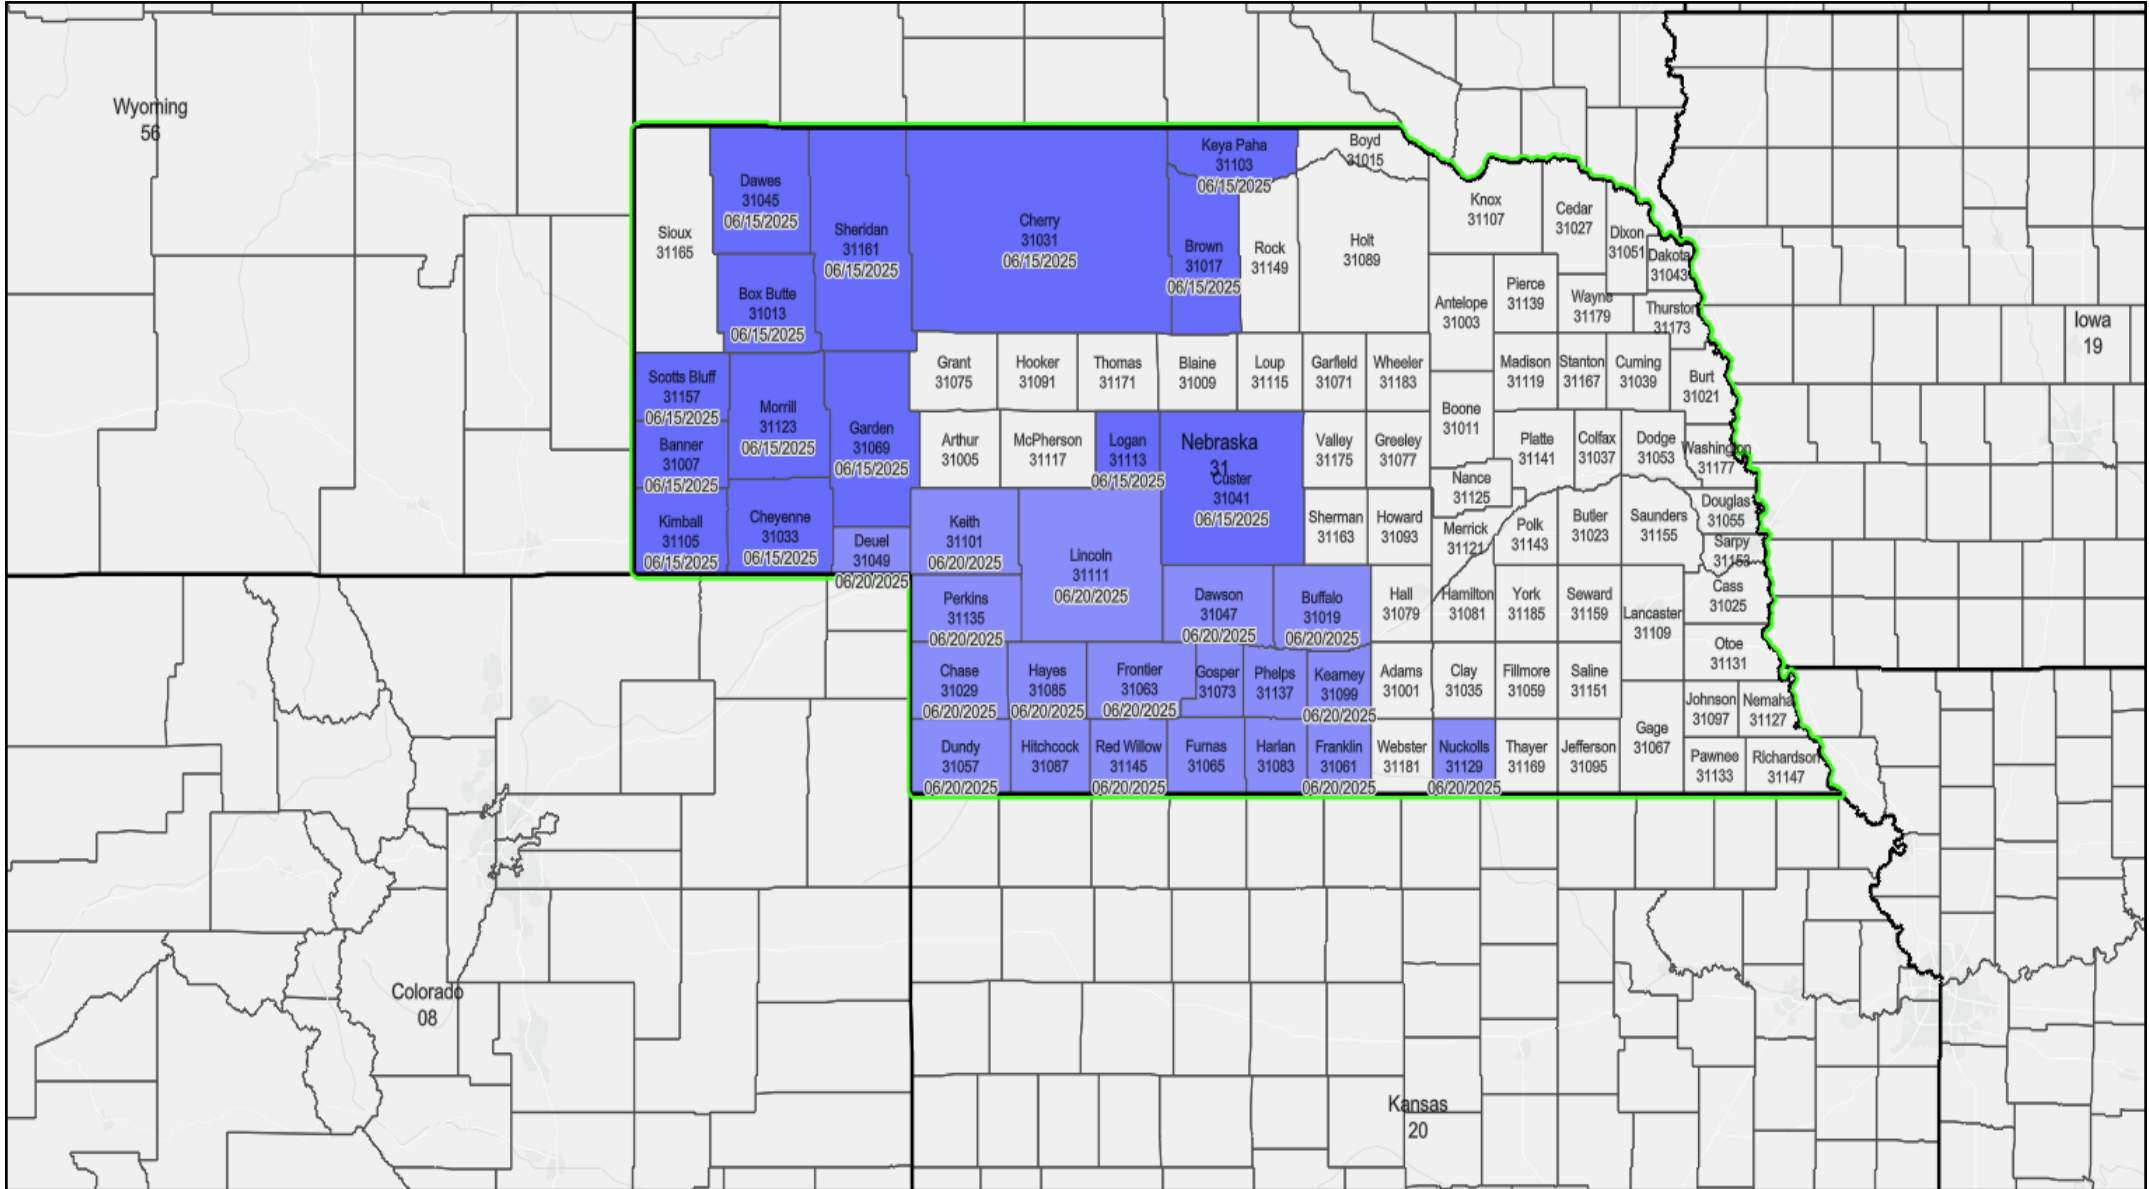 Wyoming
56
Iowa
19
Colorado
08
Kansas
20
Nebraska
31
Sioux
31165
Dawes
31045
06/15/2025
Sheridan
31161
06/15/2025
Cherry
31031
06/15/2025
Keya Paha
31103
06/15/2025
Boyd
31015
Box Butte
31013
06/15/2025
Brown
31017
06/15/2025
Rock
31149
Holt
31089
Knox
31107
Cedar
31027
Dixon
31051
Dakota
31043
Antelope
31003
Pierce
31139
Wayne
31179
Thurston
31173
Scotts Bluff
31157
06/15/2025
Morrill
31123
06/15/2025
Garden
31069
06/15/2025
Grant
31075
Hooker
31091
Thomas
31171
Blaine
31009
Loup
31115
Garfield
31071
Wheeler
31183
Madison
31119
Stanton
31167
Cuming
31039
Burt
31021
Banner
31007
06/15/2025
Arthur
31005
McPherson
31117
Logan
31113
06/15/2025
Custer
31041
06/15/2025
Valley
31175
Greeley
31077
Boone
31011
Platte
31141
Colfax
31037
Dodge
31053
Washington
31177
Nance
31125
Kimball
31105
06/15/2025
Cheyenne
31033
06/15/2025
Deuel
31049
06/20/2025
Keith
31101
06/20/2025
Lincoln
31111
06/20/2025
Sherman
31163
Howard
31093
Merrick
31121
Polk
31143
Butler
31023
Saunders
31155
Douglas
31055
Sarpy
31153
Perkins
31135
06/20/2025
Dawson
31047
06/20/2025
Buffalo
31019
06/20/2025
Hall
31079
Hamilton
31081
York
31185
Seward
31159
Lancaster
31109
Cass
31025
Otoe
31131
Chase
31029
06/20/2025
Hayes
31085
06/20/2025
Frontier
31063
06/20/2025
Gosper
31073
Phelps
31137
Kearney
31099
06/20/2025
Adams
31001
Clay
31035
Fillmore
31059
Saline
31151
Johnson
31097
Nemaha
31127
Dundy
31057
06/20/2025
Hitchcock
31087
Red Willow
31145
06/20/2025
Furnas
31065
Harlan
31083
Franklin
31061
06/20/2025
Webster
31181
Nuckolls
31129
06/20/2025
Thayer
31169
Jefferson
31095
Gage
31067
Pawnee
31133
Richardson
31147